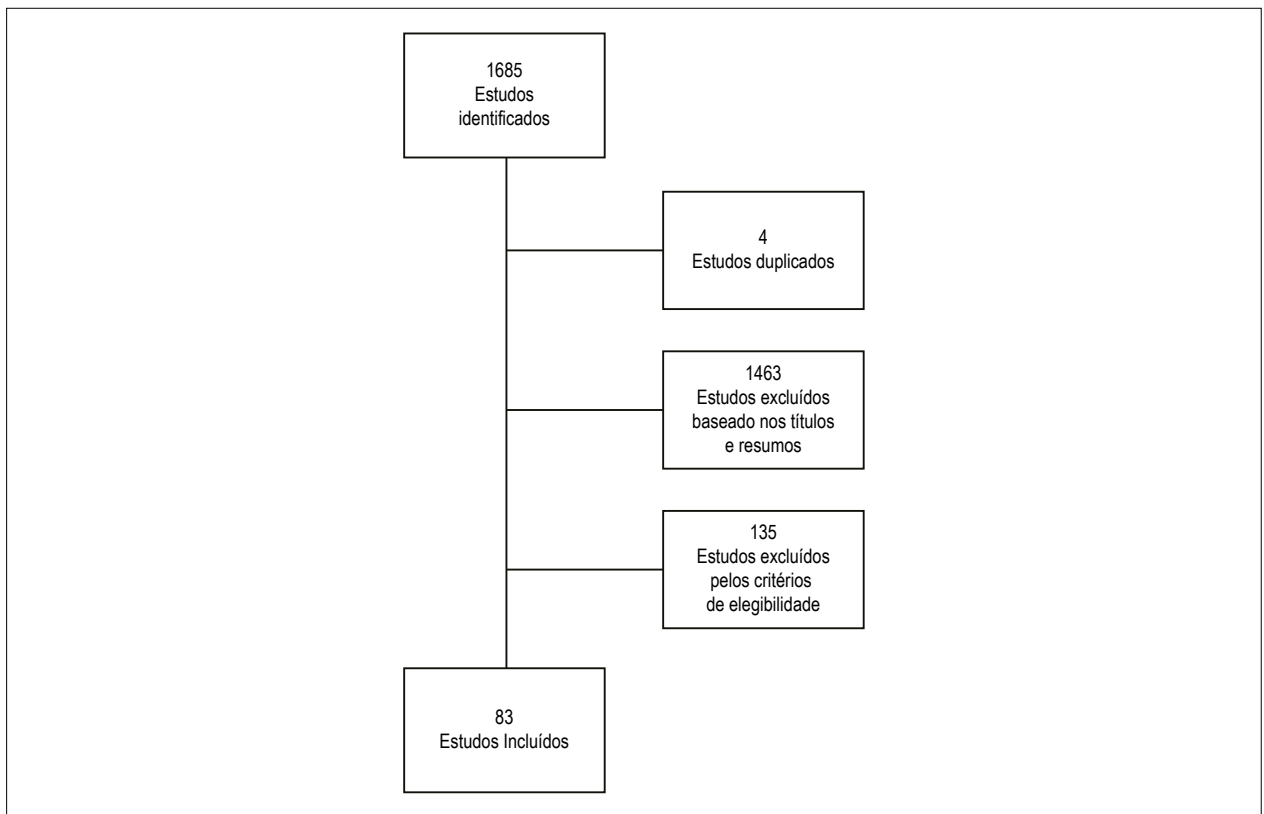 1685
Estudos
identificados
4
Estudos duplicados
1463
Estudos excluídos
baseado nos títulos
e resumos
135
Estudos excluídos
pelos critérios
de elegibilidade
83
Estudos Incluídos